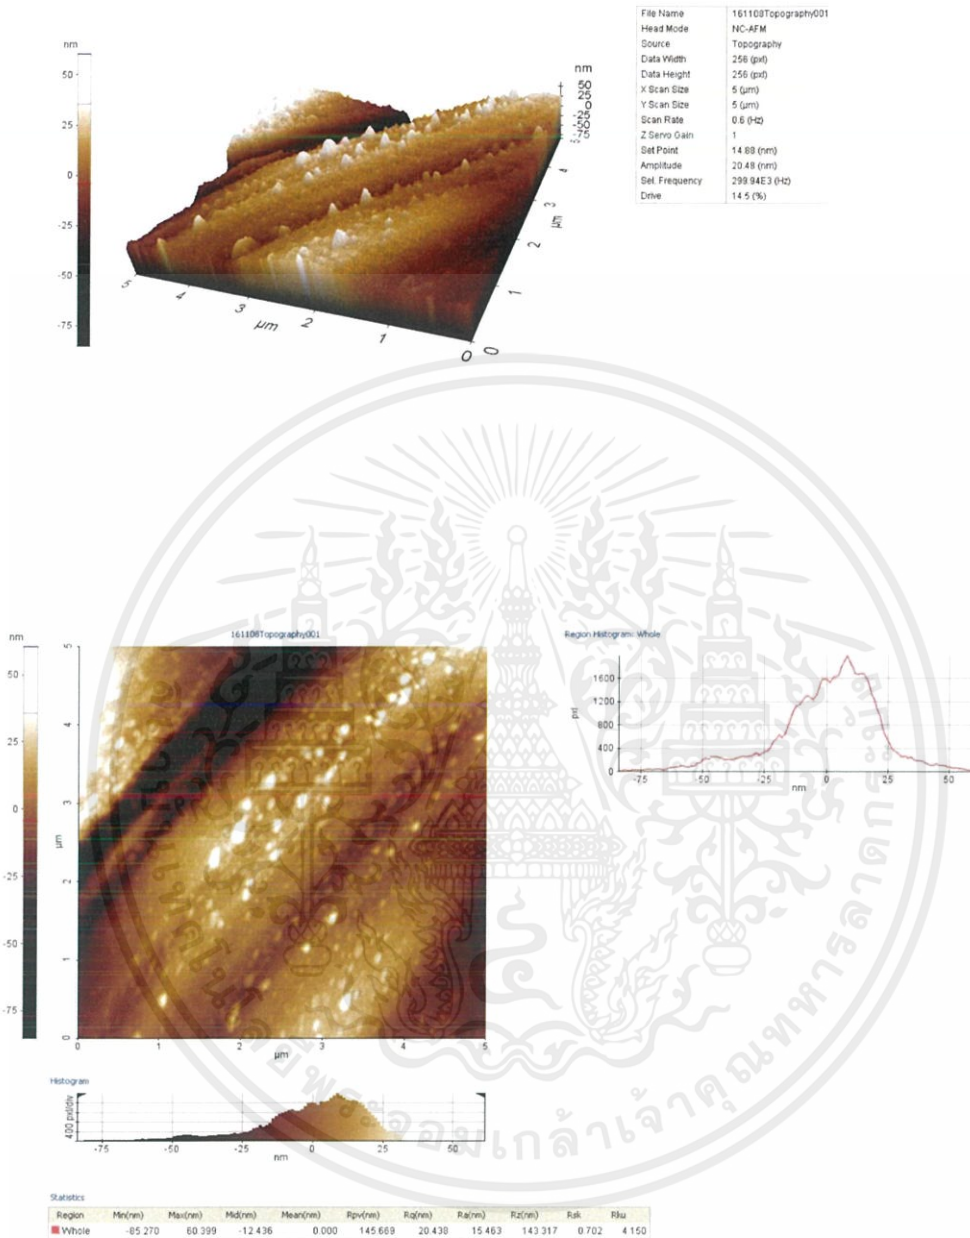 File Name 161108Topography001
Head Mode NC-AFM
Source Topography
Data Width 256 (pxl)
Data Height 256 (pxl)
X Scan Size 5 (μm)
Y Scan Size 5 (μm)
Scan Rate 0.6 (Hz)
Z Servo Gain 1
Set Point 14.88 (nm)
Amplitude 20.48 (nm)
Sel. Frequency 299.94E3 (Hz)
Drive 14.5 (%)
nm
50
25
0
-25
-50
-75
nm
50
25
0
-25
-50
-75
5
4
3
2
1
0
μm
0
1
2
3
4
μm
161108Topography001
nm
50
25
0
-25
-50
-75
5
4
3
2
1
0
μm
0 1 2 3 4 5
μm
Region Histogram: Whole
1600
1200
800
400
0
pxl
-75 -50 -25 0 25 50
nm
Histogram
400 pxl/div
-75 -50 -25 0 25 50
nm
Statistics
Region Min(nm) Max(nm) Mid(nm) Mean(nm) Rpv(nm) Rq(nm) Ra(nm) Rz(nm) Rsk Rku
Whole -85.270 60.399 -12.436 0.000 145.669 20.430 15.463 143.317 0.702 4.150